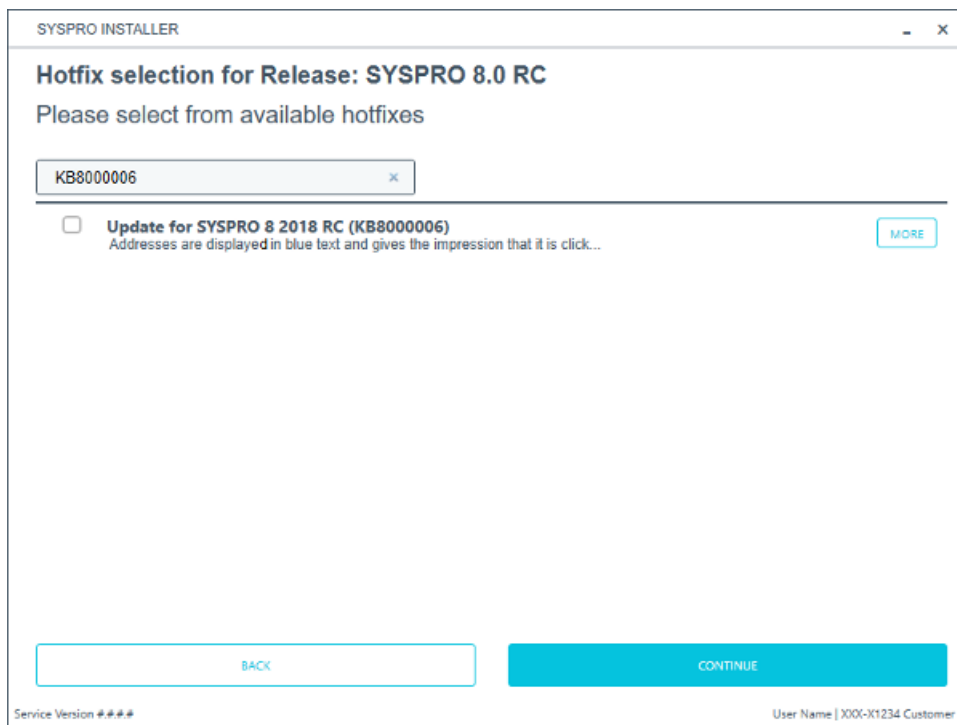 SYSPRO INSTALLER
Hotfix selection for Release: SYSPRO 8.0 RC
Please select from available hotfixes
KB8000006
Update for SYSPRO 8 2018 RC (KB8000006)
Addresses are displayed in blue text and gives the impression that it is click...
MORE
BACK
CONTINUE
Service Version #.#.#.#
User Name | XXX-X1234 Customer